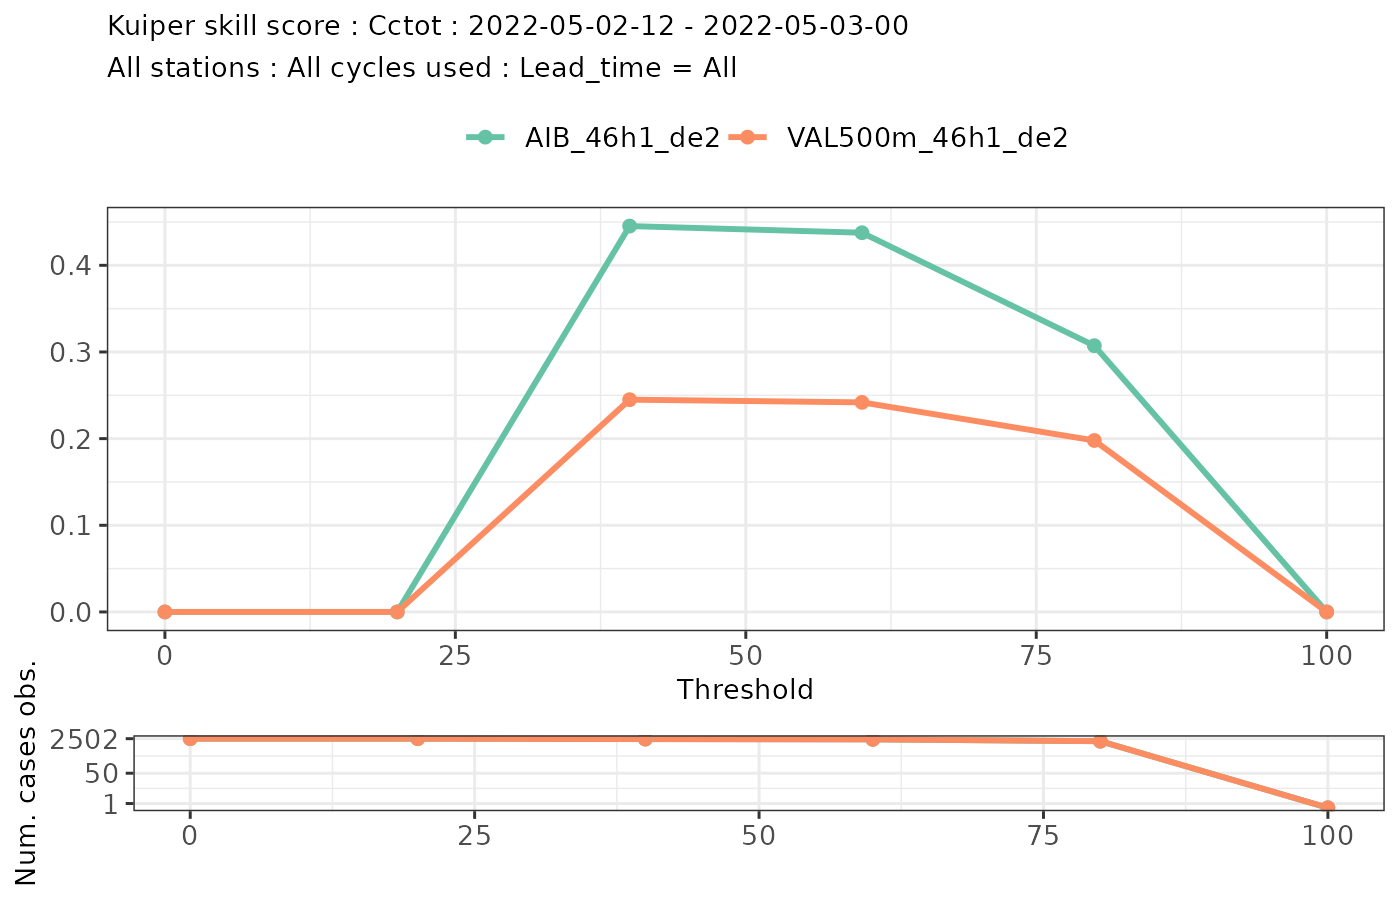 Kuiper skill score : Cctot : 2022-05-02-12 - 2022-05-03-00
All stations : All cycles used : Lead_time = All
AIB_46h1_de2 VAL500m_46h1_de2
0.4
0.3
0.2
0.1
0.0
0 25 50 75 100
Threshold
Num. cases obs.
2502
50
1
0 25 50 75 100